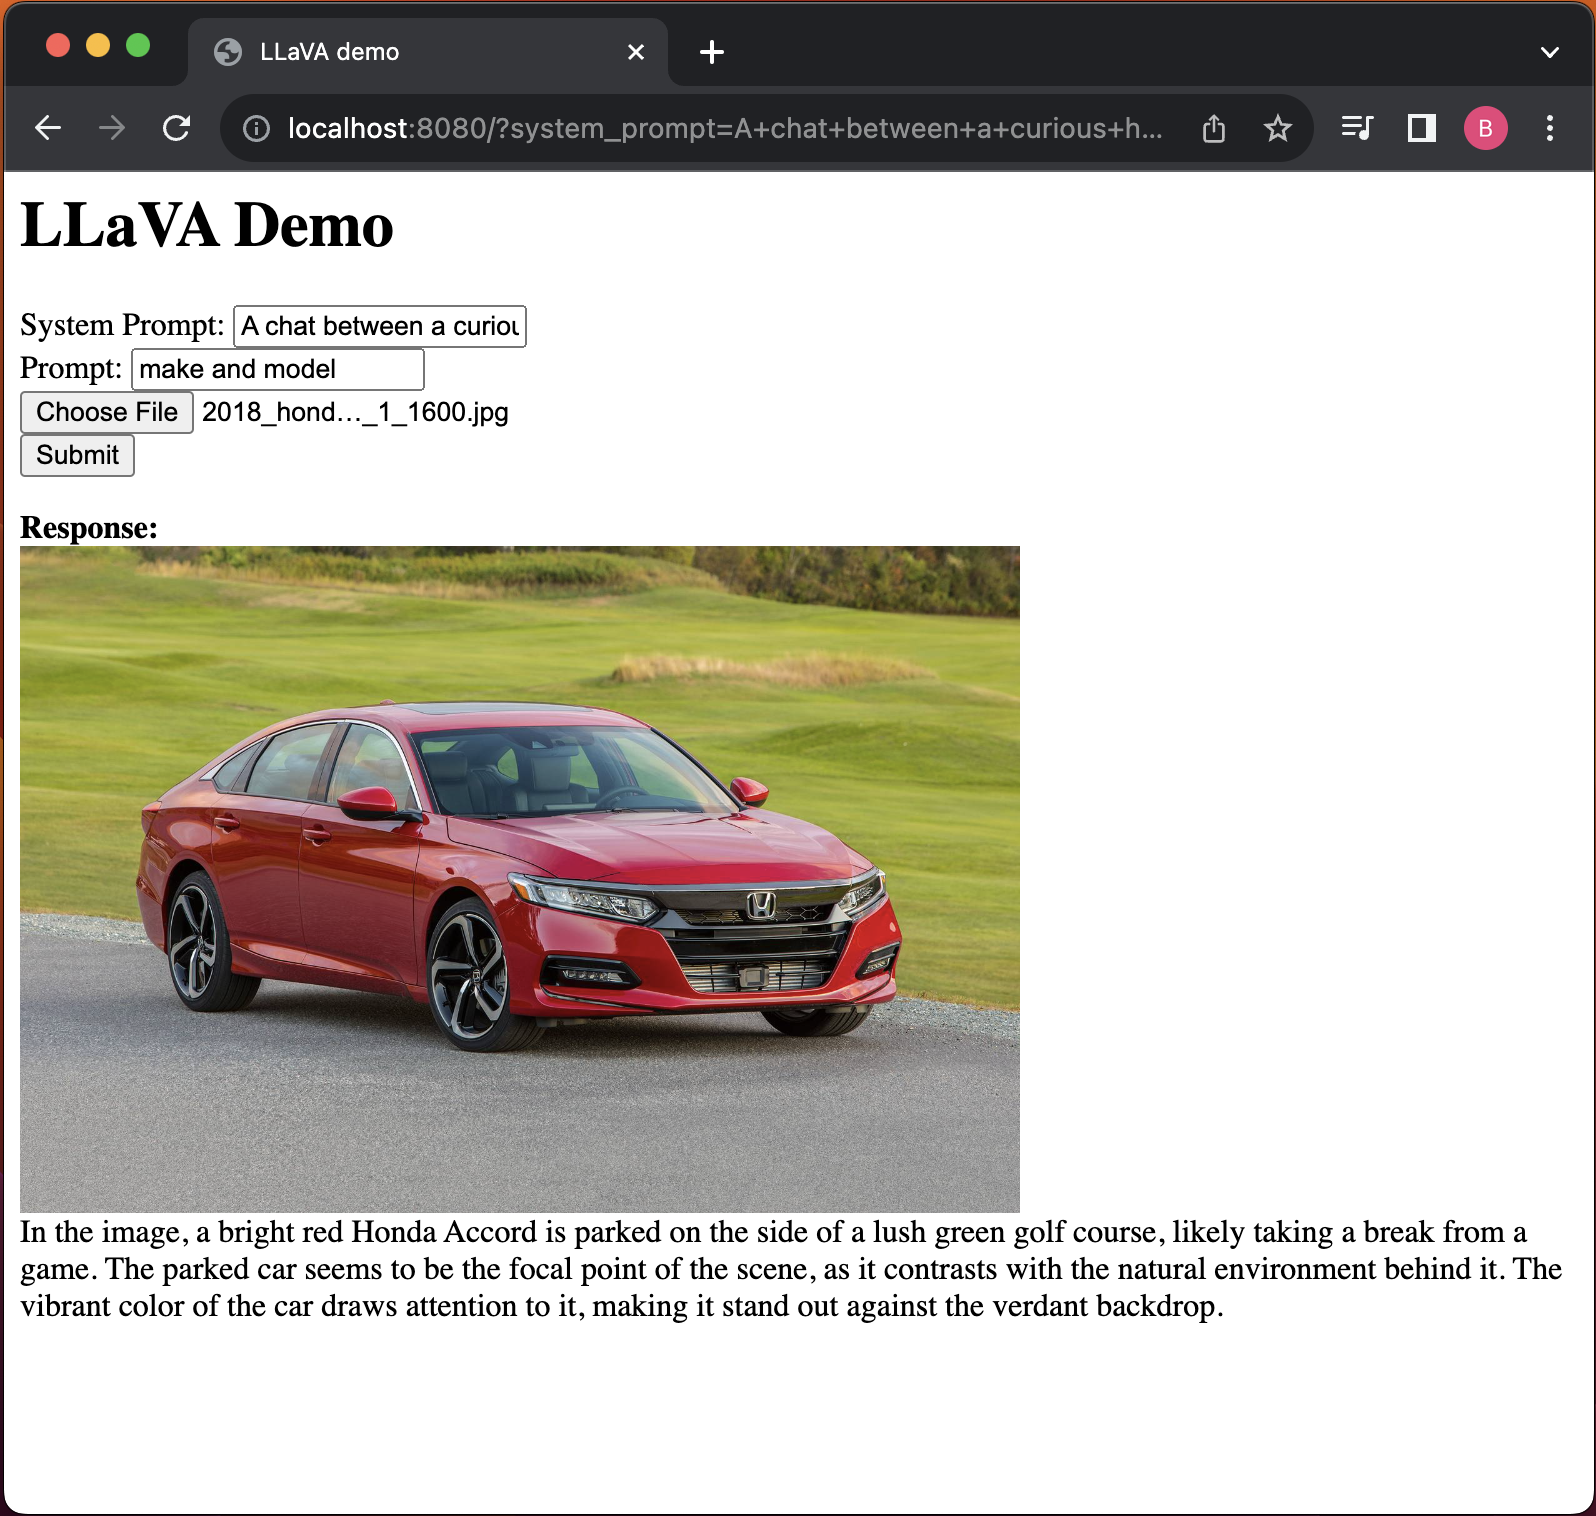 LLaVA demo
localhost:8080/?system_prompt=A+chat+between+a+curious+h...
B
LLaVA Demo
System Prompt: A chat between a curiou
Prompt: make and model
Choose File 2018_hond…_1_1600.jpg
Submit
Response:
In the image, a bright red Honda Accord is parked on the side of a lush green golf course, likely taking a break from a
game. The parked car seems to be the focal point of the scene, as it contrasts with the natural environment behind it. The
vibrant color of the car draws attention to it, making it stand out against the verdant backdrop.